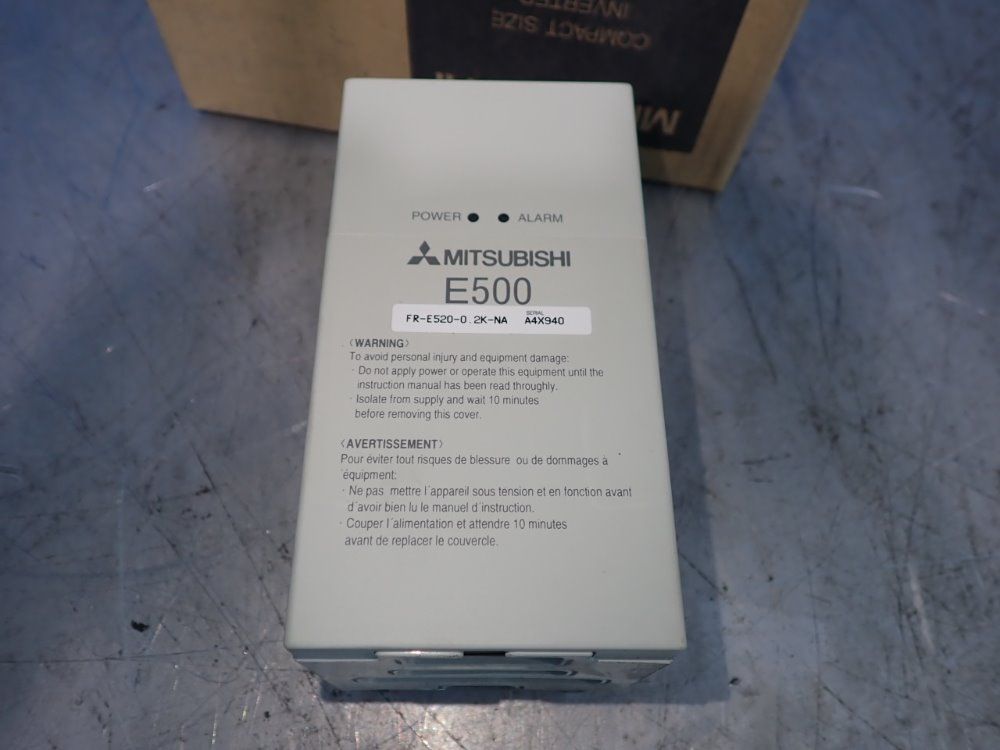 COMPACT SIZE
INVERTER
POWER ALARM
MITSUBISHI
E500
SERIAL
FR-E520-0.2K-NA A4X940
〈WARNING〉
To avoid personal injury and equipment damage:
· Do not apply power or operate this equipment until the
instruction manual has been read throughly.
· Isolate from supply and wait 10 minutes
before removing this cover.
〈AVERTISSEMENT〉
Pour éviter tout risques de blessure ou de dommages à
équipment:
· Ne pas mettre l´appareil sous tension et en fonction avant
d´avoir bien lu le manuel d´instruction.
· Couper l´alimentation et attendre 10 minutes
avant de replacer le couvercle.